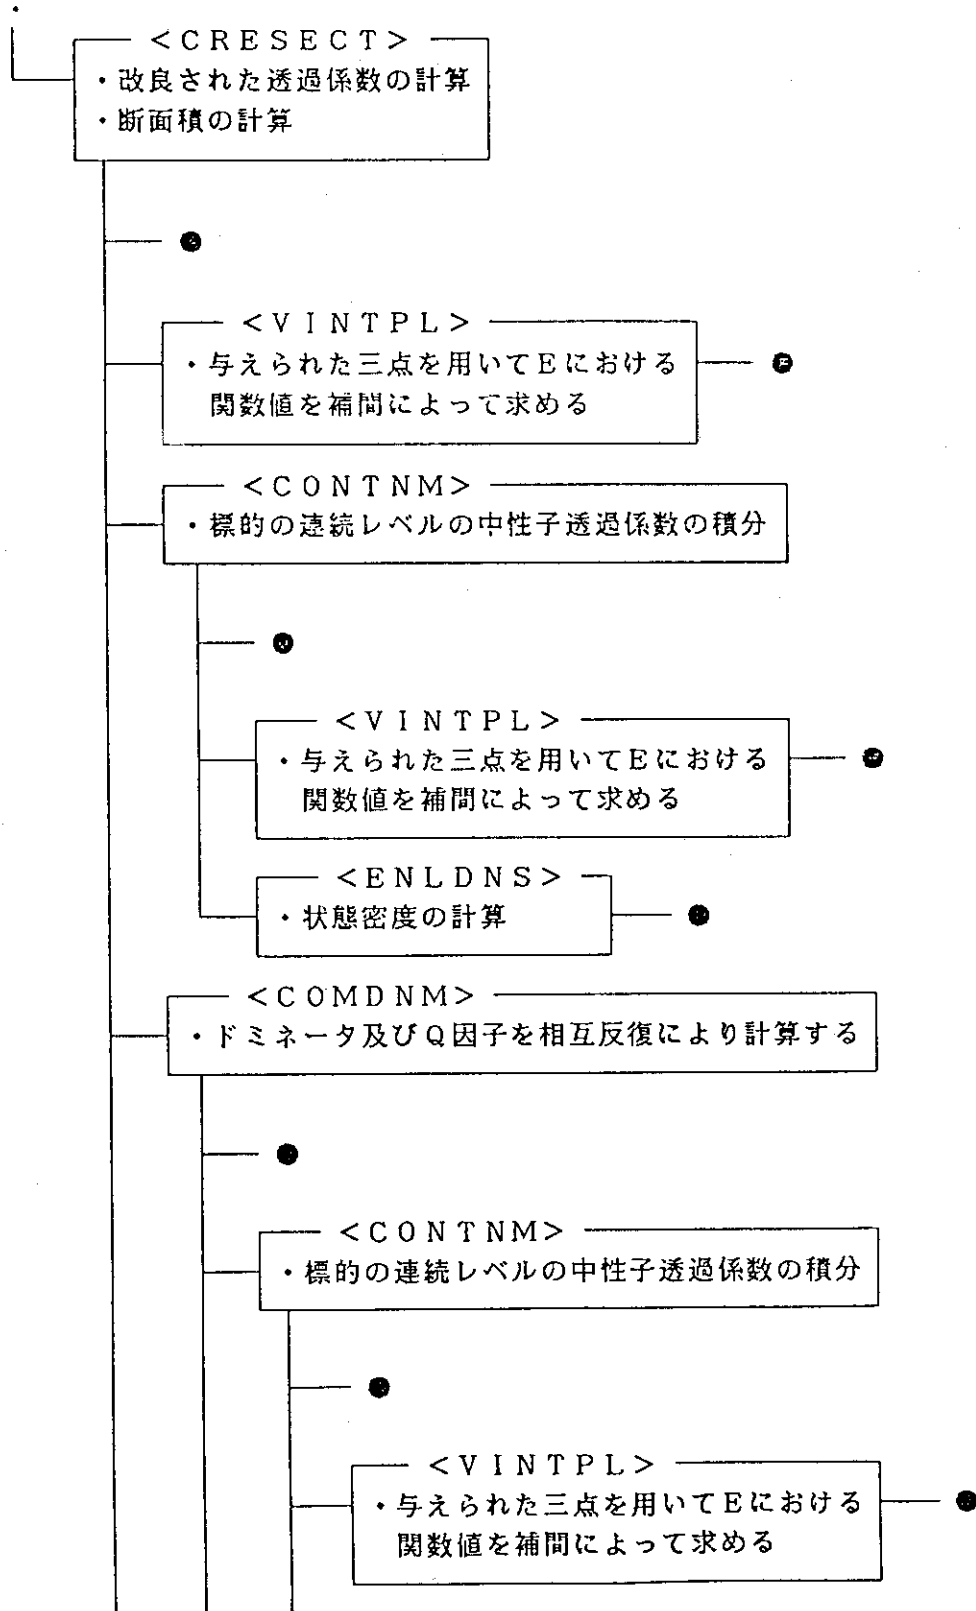 <CRESECT>
・改良された透過係数の計算
・断面積の計算
<VINTPL>
・与えられた三点を用いてEにおける
関数値を補間によって求める
<CONTNM>
・標的の連続レベルの中性子透過係数の積分
<VINTPL>
・与えられた三点を用いてEにおける
関数値を補間によって求める
<ENLDNS>
・状態密度の計算
<COMDNM>
・ドミネータ及びQ因子を相互反復により計算する
<CONTNM>
・標的の連続レベルの中性子透過係数の積分
<VINTPL>
・与えられた三点を用いてEにおける
関数値を補間によって求める